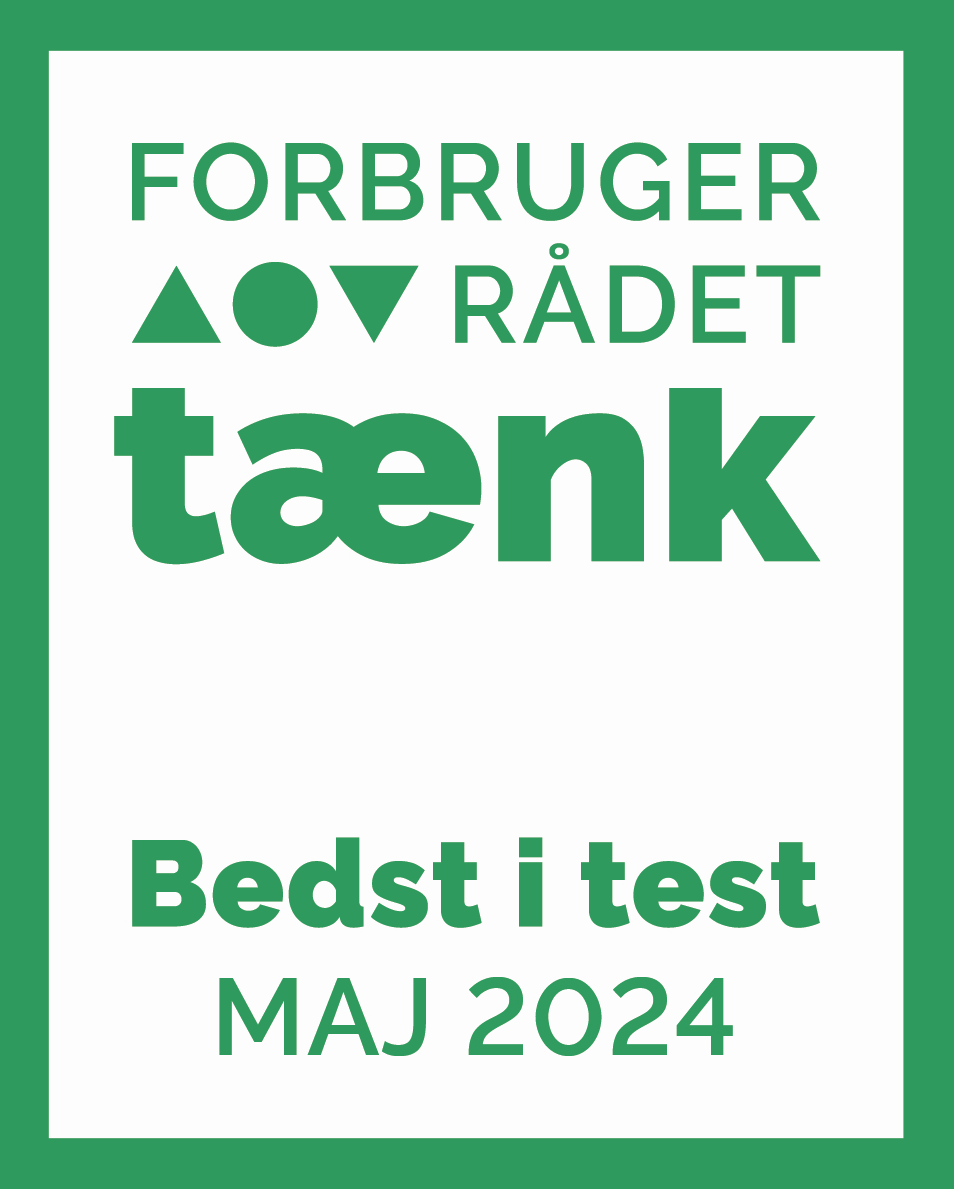 FORBRUGER
RÅDET
tænk
Bedst i test
MAJ 2024